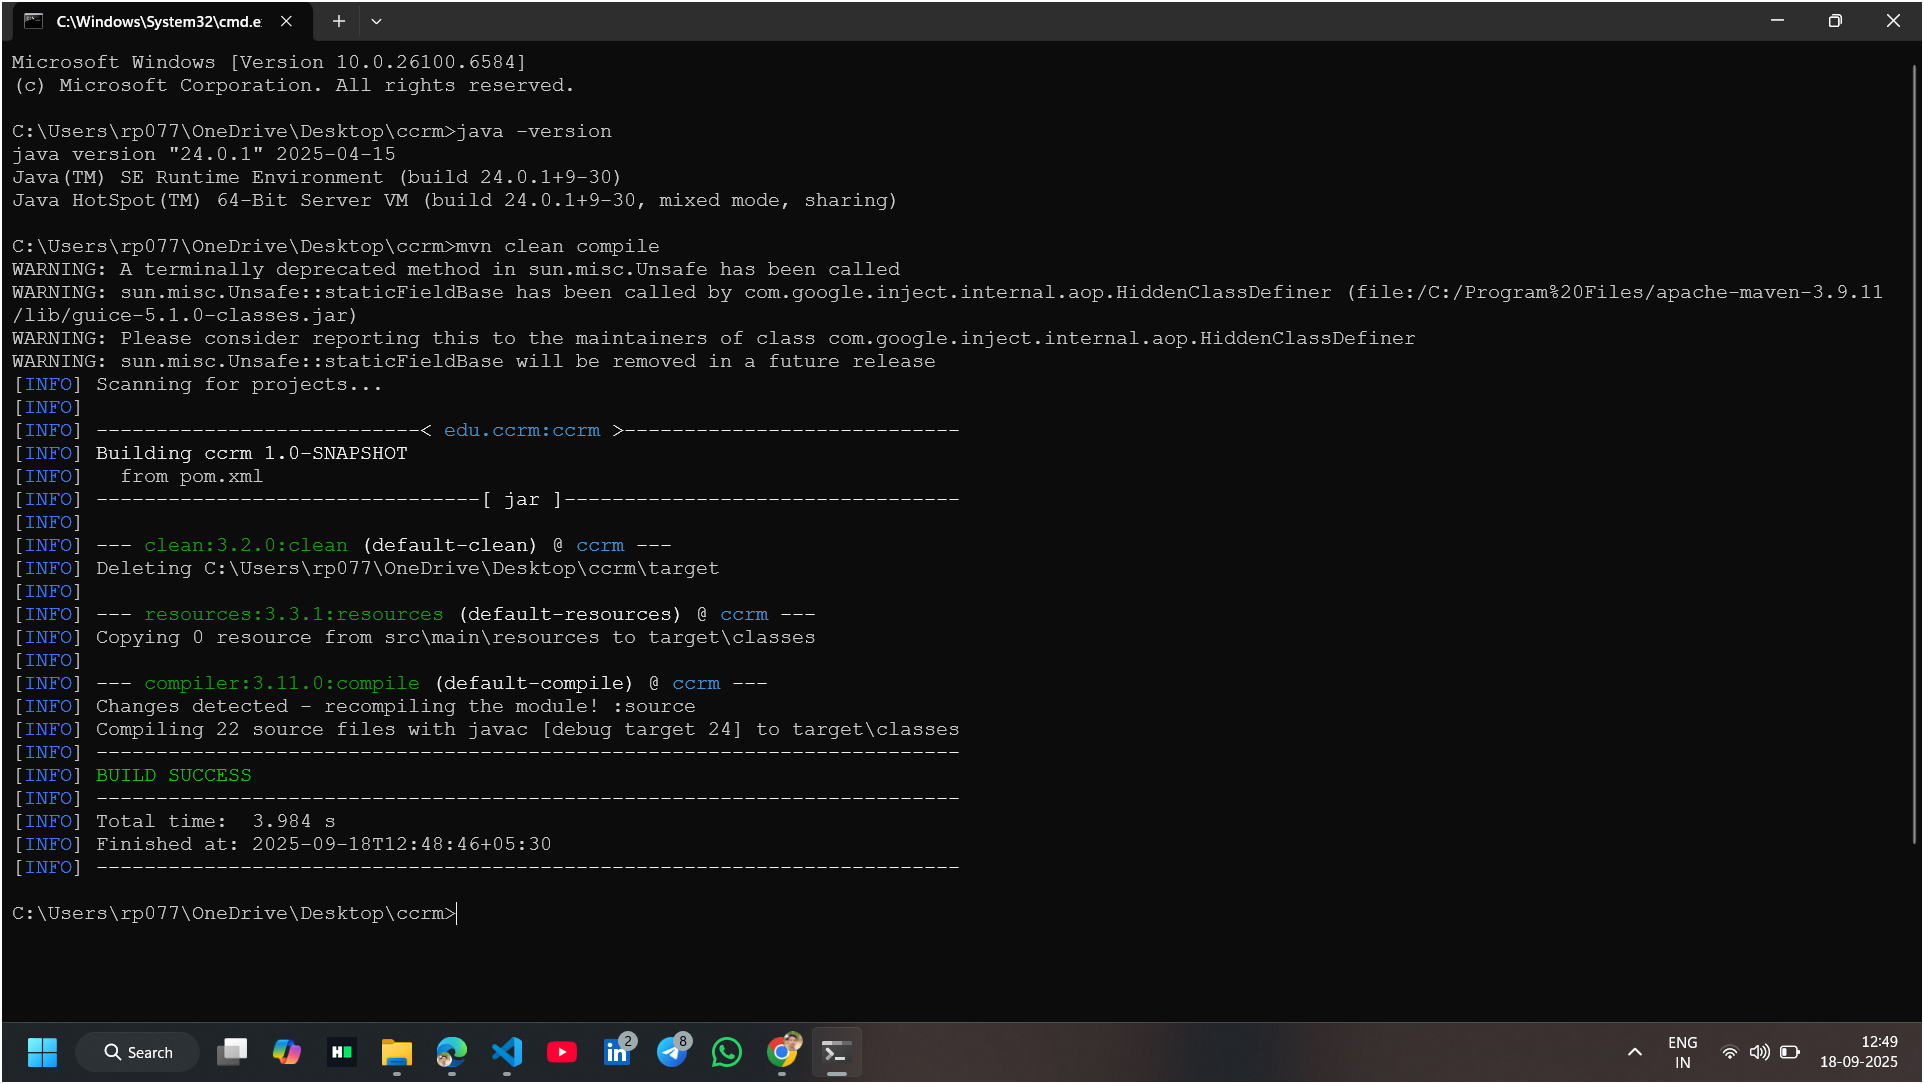 C:\Windows\System32\cmd.e
Microsoft Windows [Version 10.0.26100.6584]
(c) Microsoft Corporation. All rights reserved.
C:\Users\rp077\OneDrive\Desktop\ccrm>java -version
java version "24.0.1" 2025-04-15
Java(TM) SE Runtime Environment (build 24.0.1+9-30)
Java HotSpot(TM) 64-Bit Server VM (build 24.0.1+9-30, mixed mode, sharing)
C:\Users\rp077\OneDrive\Desktop\ccrm>mvn clean compile
WARNING: A terminally deprecated method in sun.misc.Unsafe has been called
WARNING: sun.misc.Unsafe::staticFieldBase has been called by com.google.inject.internal.aop.HiddenClassDefiner (file:/C:/Program%20Files/apache-maven-3.9.11
/lib/guice-5.1.0-classes.jar)
WARNING: Please consider reporting this to the maintainers of class com.google.inject.internal.aop.HiddenClassDefiner
WARNING: sun.misc.Unsafe::staticFieldBase will be removed in a future release
[INFO] Scanning for projects...
[INFO]
[INFO] ---------------------------< edu.ccrm:ccrm >----------------------------
[INFO] Building ccrm 1.0-SNAPSHOT
[INFO]   from pom.xml
[INFO] --------------------------------[ jar ]---------------------------------
[INFO]
[INFO] --- clean:3.2.0:clean (default-clean) @ ccrm ---
[INFO] Deleting C:\Users\rp077\OneDrive\Desktop\ccrm\target
[INFO]
[INFO] --- resources:3.3.1:resources (default-resources) @ ccrm ---
[INFO] Copying 0 resource from src\main\resources to target\classes
[INFO]
[INFO] --- compiler:3.11.0:compile (default-compile) @ ccrm ---
[INFO] Changes detected - recompiling the module! :source
[INFO] Compiling 22 source files with javac [debug target 24] to target\classes
[INFO] ------------------------------------------------------------------------
[INFO] BUILD SUCCESS
[INFO] ------------------------------------------------------------------------
[INFO] Total time:  3.984 s
[INFO] Finished at: 2025-09-18T12:48:46+05:30
[INFO] ------------------------------------------------------------------------
C:\Users\rp077\OneDrive\Desktop\ccrm>
Search
H
in
2
8
ENG
IN
12:49
18-09-2025